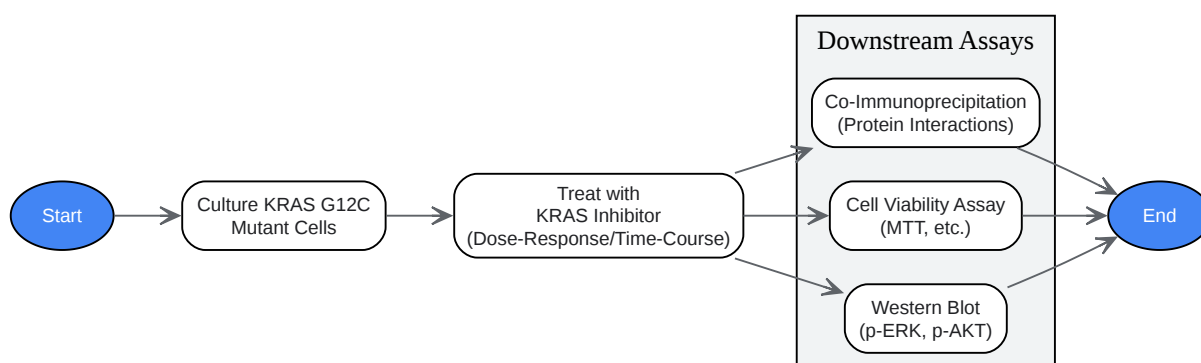 Start
Culture KRAS G12C
Mutant Cells
Treat with
KRAS Inhibitor
(Dose-Response/Time-Course)
Downstream Assays
Co-Immunoprecipitation
(Protein Interactions)
Cell Viability Assay
(MTT, etc.)
Western Blot
(p-ERK, p-AKT)
End